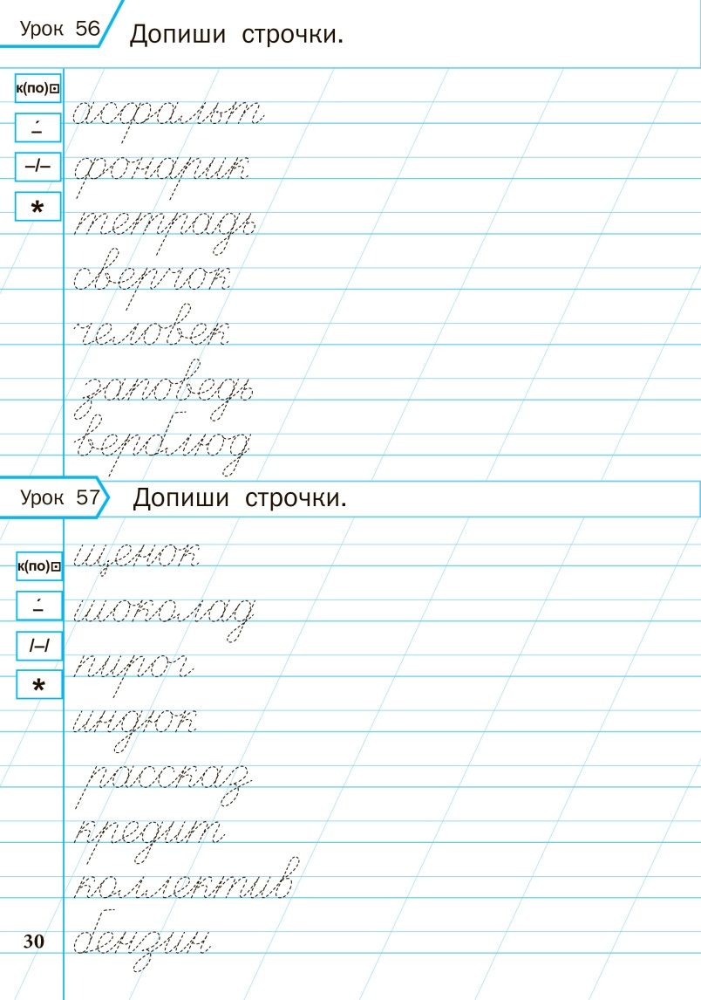 Урок 56
Допиши строчки.
к(по)⊡
асфальт
–́
фонарик
–/–
тетрадь
*
сверчок
человек
заповедь
верблюд
Урок 57
Допиши строчки.
щенок
к(по)⊡
шоколад
–́
пирог
/–/
индюк
*
рассказ
кредит
коллектив
бензин
30